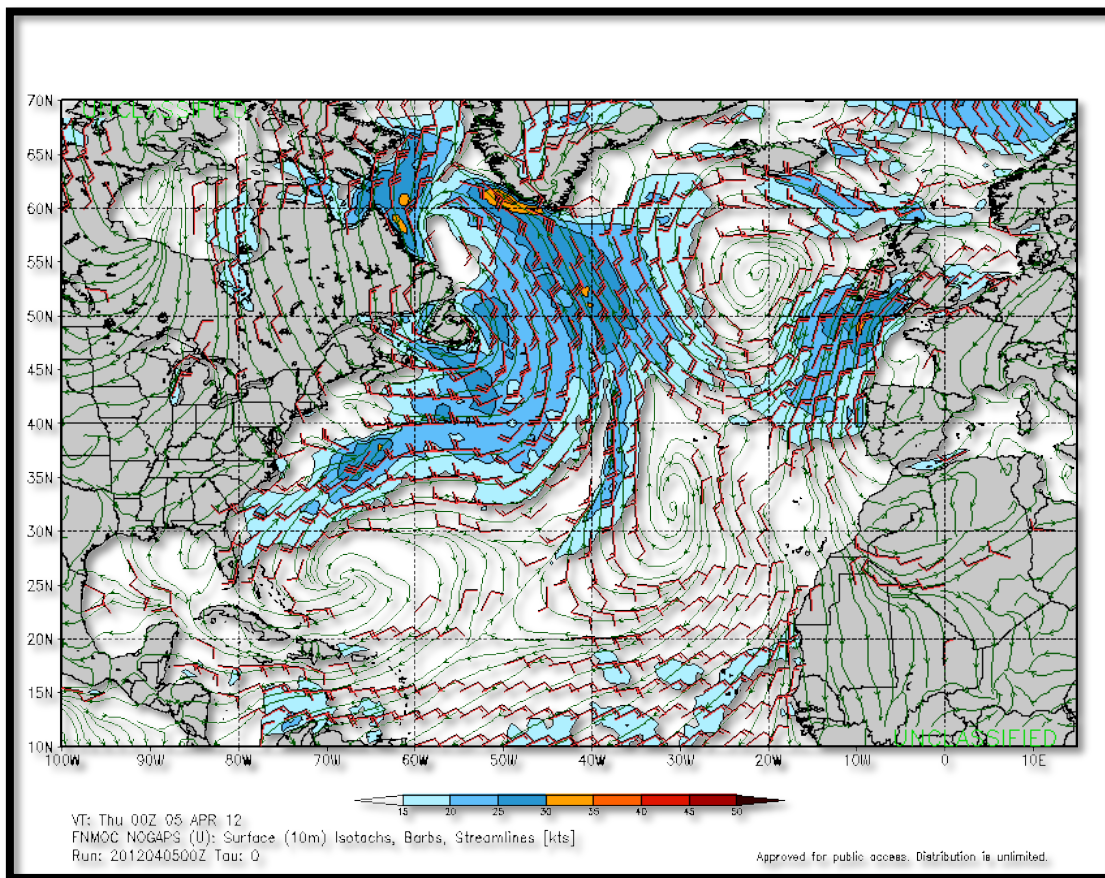 UNCLASSIFIED
70N
65N
60N
55N
50N
45N
40N
35N
30N
25N
20N
15N
10N
UNCLASSIFIED
100W 90W 80W 70W 60W 50W 40W 30W 20W 10W 0 10E
15 20 25 30 35 40 45 50
VT: Thu 00Z 05 APR 12
FNMOC NOGAPS (U): Surface (10m) Isotachs, Barbs, Streamlines [kts]
Run: 2012040500Z Tau: 0
Approved for public access. Distribution is unlimited.